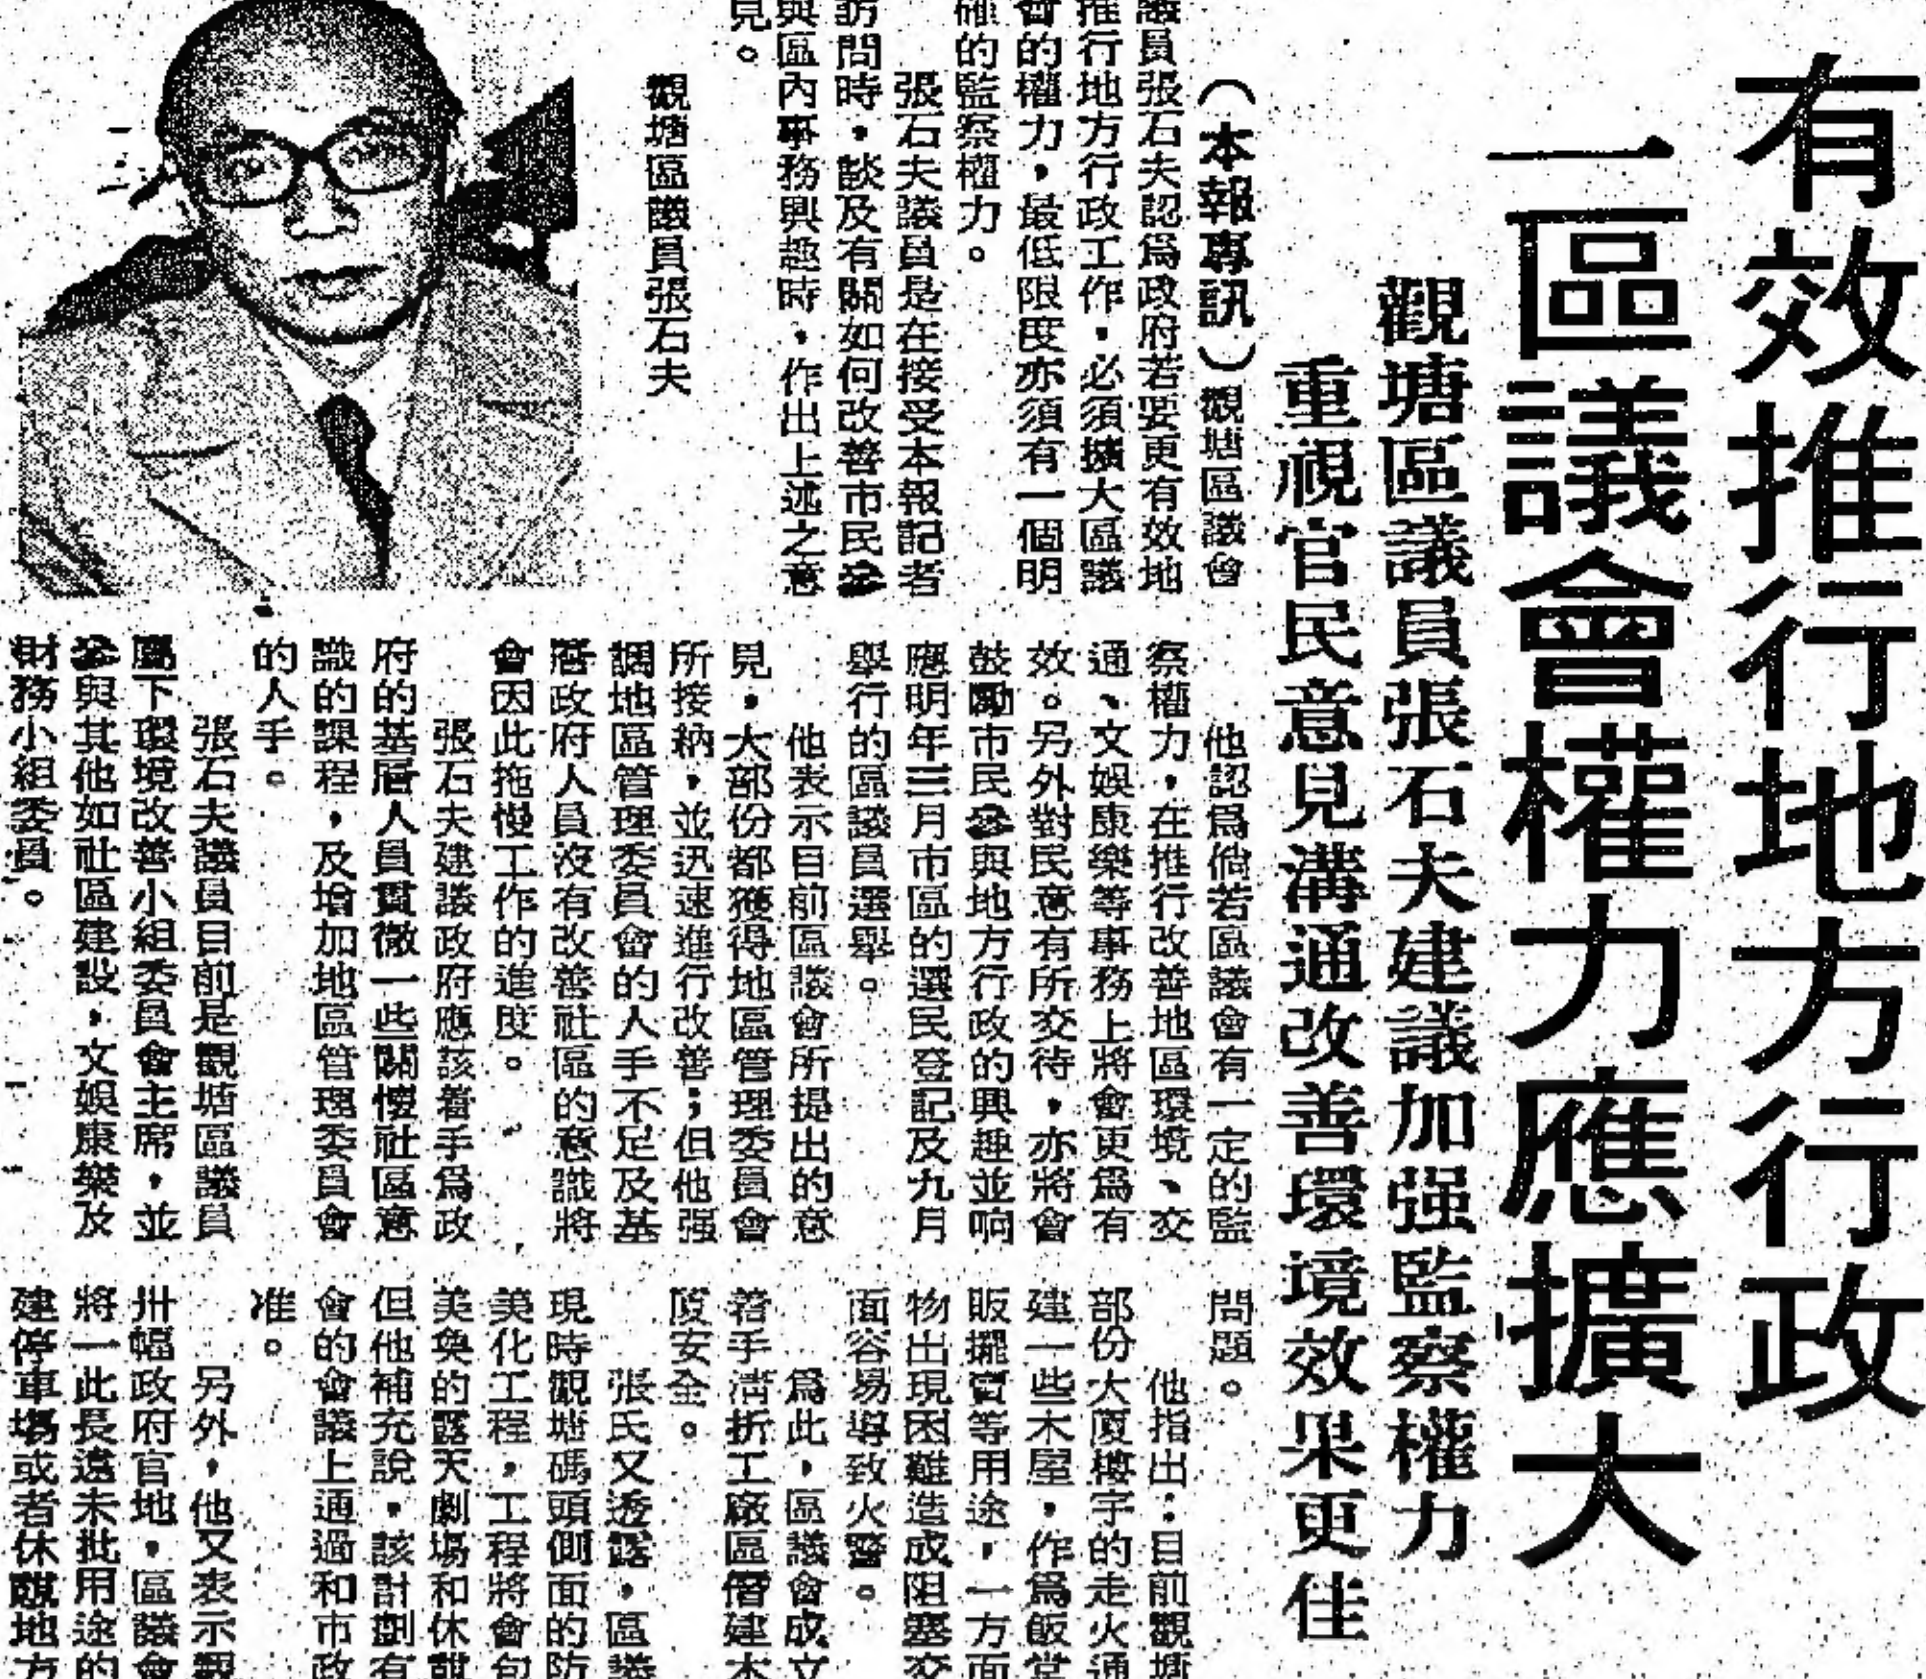 有效推行地方行政
一區議會權力應擴大
觀塘區議員張石夫建議加强監察權力
重視官民意見溝通改善環境效果更佳
（本報專訊）觀塘區議會
議員張石夫認爲政府若要更有效地
推行地方行政工作，必須擴大區議
會的權力，最低限度亦須有一個明
確的監察權力。
張石夫議員是在接受本報記者
訪問時，談及有關如何改善市民參
與區內事務興趣時，作出上述之意
見。
觀塘區議員張石夫
他認爲倘若區議會有一定的監
察權力，在推行改善地區環境、交
通、文娛康樂等事務上將會更爲有
效。另外對民意有所交待，亦將會
鼓勵市民參與地方行政的興趣並响
應明年三月市區的選民登記及九月
舉行的區議員選舉。
他表示目前區議會所提出的意
見，大部份都獲得地區管理委員會
所接納，並迅速進行改善；但他强
調地區管理委員會的人手不足及基
層政府人員沒有改善社區的意識將
會因此拖慢工作的進度。
張石夫建議政府應該着手爲政
府的基層人員貫徹一些關懷社區意
識的課程，及增加地區管理委員會
的人手。
張石夫議員目前是觀塘區議員
屬下環境改善小組委員會主席，並
參與其他如社區建設，文娛康樂及
財務小組委員。
問題。
他指出：目前觀塘
部份大厦樓宇的走火通
建一些木屋，作爲飯堂
販擺賣等用途，一方面
物出現困難造成阻塞交
面容易導致火警。
爲此，區議會成立
着手清折工廠區僭建木
厦安全。
張氏又透露，區議
現時觀塘碼頭側面的防
美化工程，工程將會包
美奐的露天劇場和休憩
但他補充說，該計劃有
會的會議上通過和市政
准。
另外，他又表示觀
卅幅政府官地，區議會
將一此長遠未批用途的
建停車場或者休憩地方